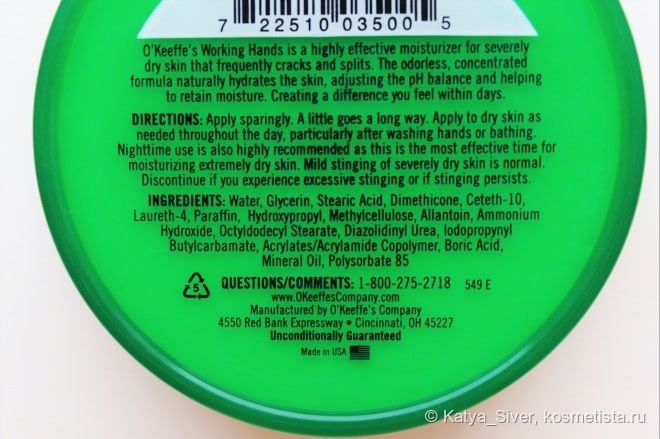 7 22510 03500 5
O'Keeffe's Working Hands is a highly effective moisturizer for severely
dry skin that frequently cracks and splits. The odorless, concentrated
formula naturally hydrates the skin, adjusting the pH balance and helping
to retain moisture. Creating a difference you feel within days.
DIRECTIONS: Apply sparingly. A little goes a long way. Apply to dry skin as
needed throughout the day, particularly after washing hands or bathing.
Nighttime use is also highly recommended as this is the most effective time for
moisturizing extremely dry skin. Mild stinging of severely dry skin is normal.
Discontinue if you experience excessive stinging or if stinging persists.
INGREDIENTS: Water, Glycerin, Stearic Acid, Dimethicone, Ceteth-10,
Laureth-4, Paraffin, Hydroxypropyl, Methylcellulose, Allantoin, Ammonium
Hydroxide, Octyldodecyl Stearate, Diazolidinyl Urea, Iodopropynyl
Butylcarbamate, Acrylates/Acrylamide Copolymer, Boric Acid,
Mineral Oil, Polysorbate 85
5 QUESTIONS/COMMENTS: 1-800-275-2718 549 E
www.OKeeffesCompany.com
Manufactured by O'Keeffe's Company
4550 Red Bank Expressway • Cincinnati, OH 45227
Unconditionally Guaranteed
Made in USA
© Katya_Siver, kosmetista.ru